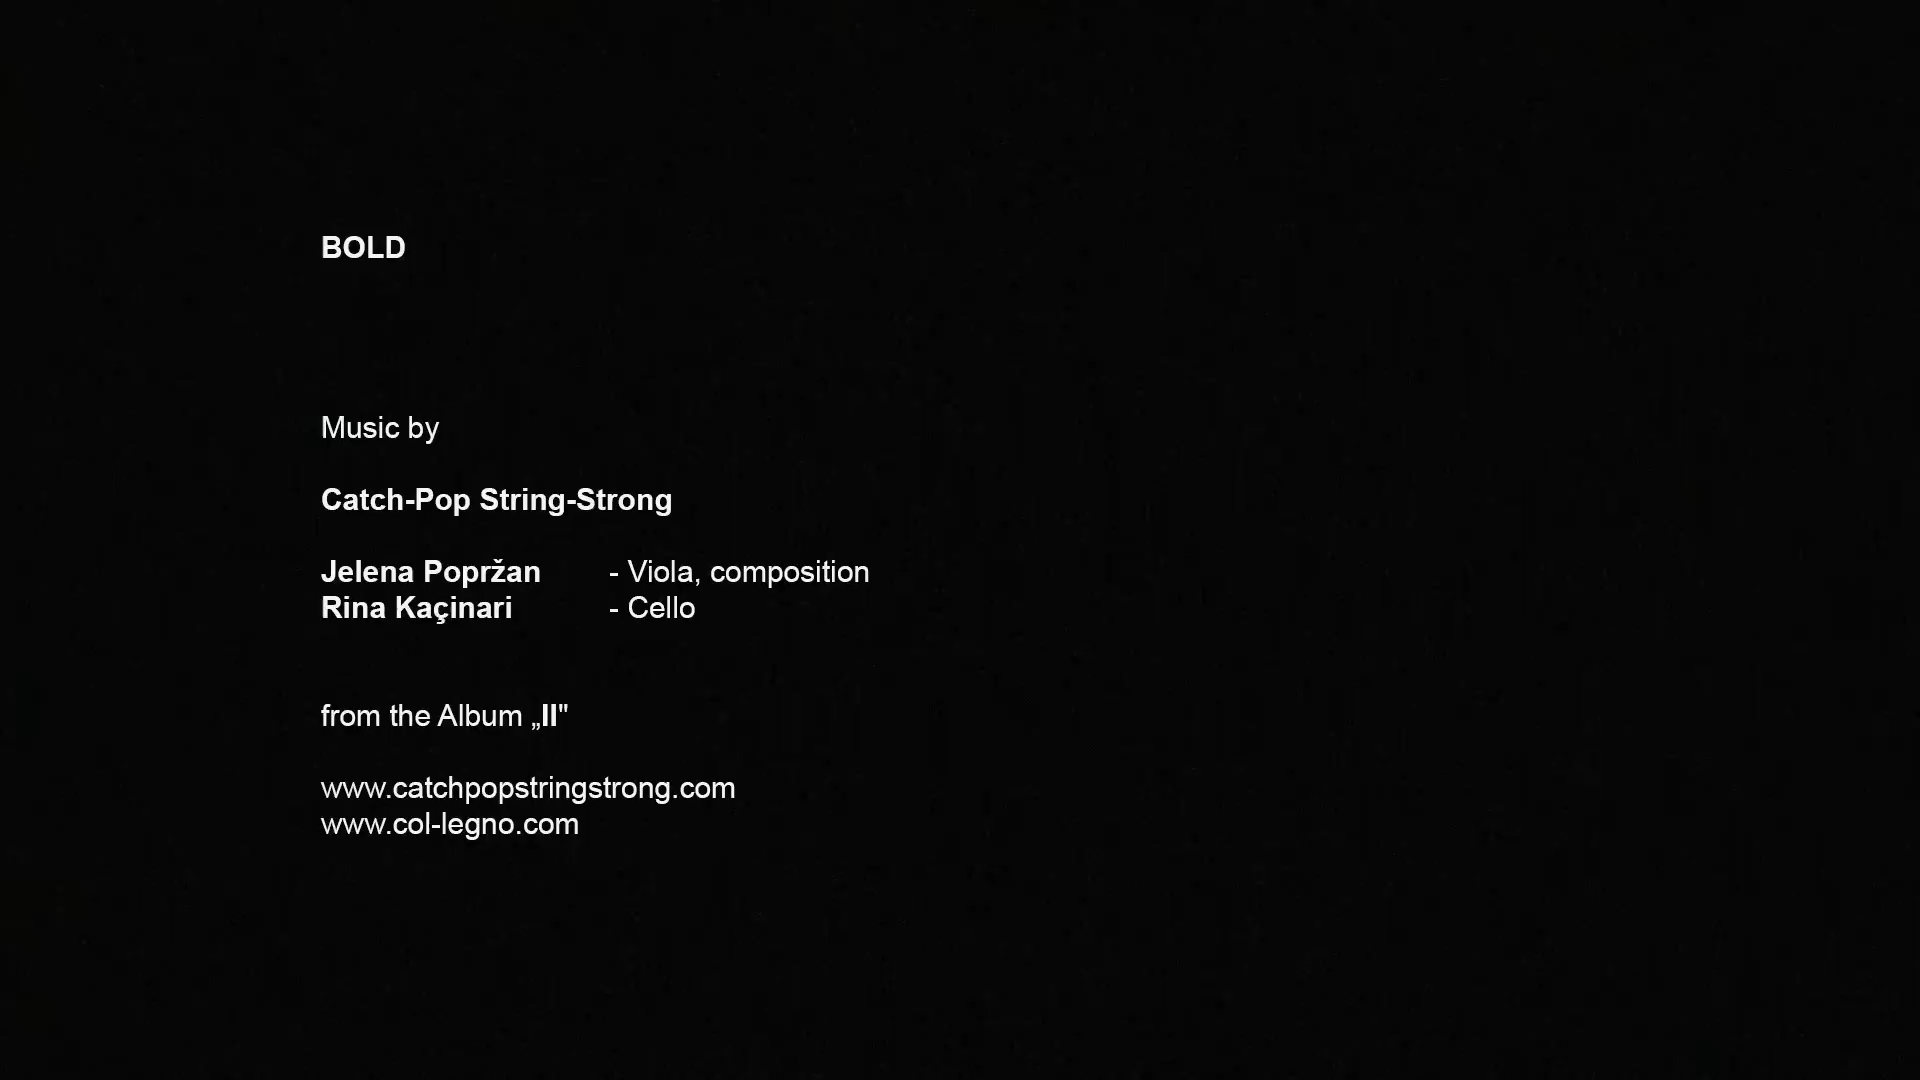 BOLD
Music by
Catch-Pop String-Strong
Jelena Popržan - Viola, composition
Rina Kaçinari - Cello
from the Album „II"
www.catchpopstringstrong.com
www.col-legno.com